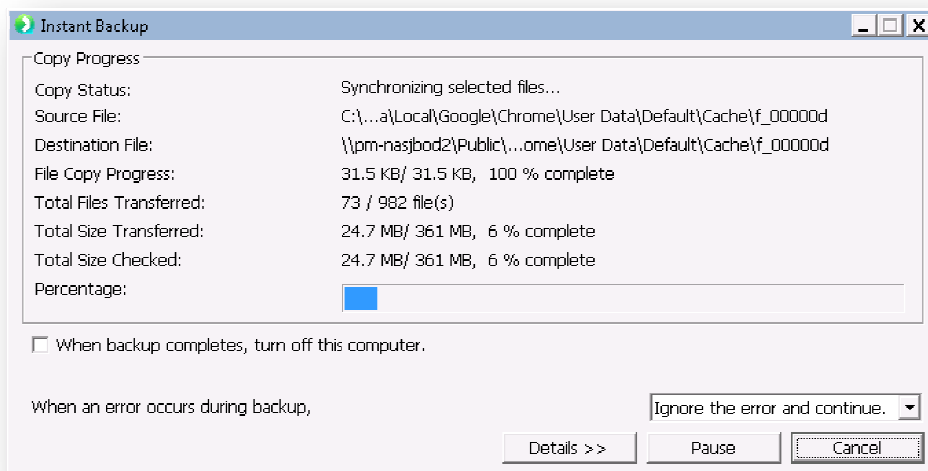 Instant Backup
Copy Progress
Copy Status: Synchronizing selected files...
Source File: C:\...a\Local\Google\Chrome\User Data\Default\Cache\f_00000d
Destination File: \\pm-nasjbod2\Public\...ome\User Data\Default\Cache\f_00000d
File Copy Progress: 31.5 KB/ 31.5 KB, 100 % complete
Total Files Transferred: 73 / 982 file(s)
Total Size Transferred: 24.7 MB/ 361 MB, 6 % complete
Total Size Checked: 24.7 MB/ 361 MB, 6 % complete
Percentage:
When backup completes, turn off this computer.
When an error occurs during backup, Ignore the error and continue.
Details >> Pause Cancel